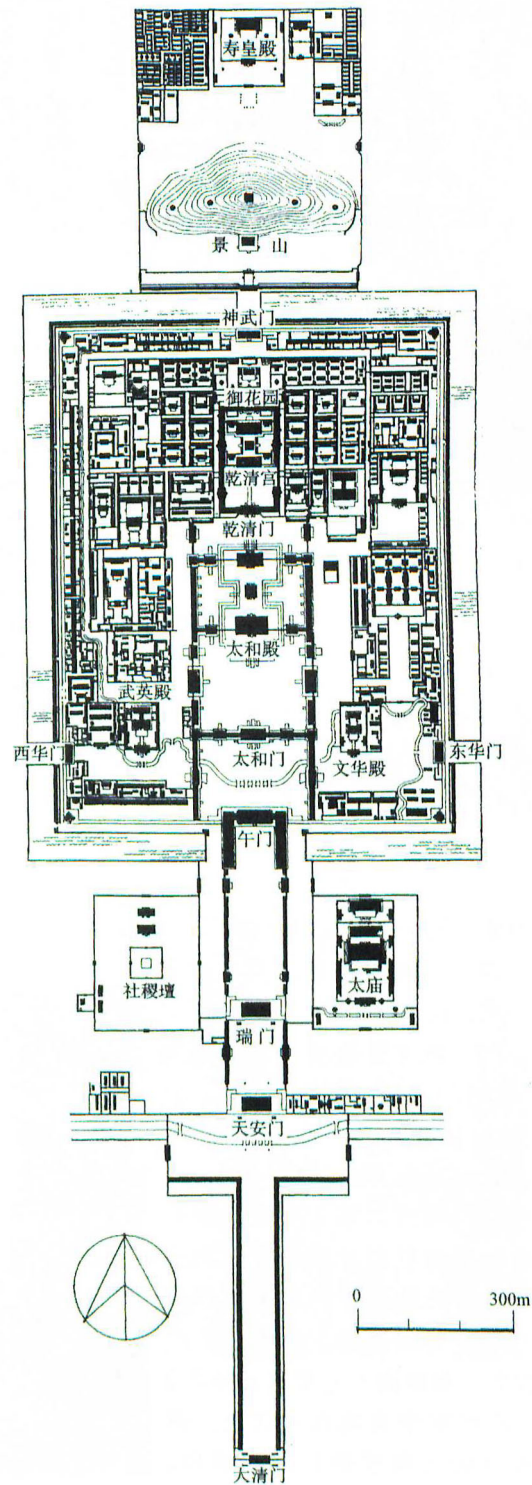 寿皇殿
景 山
神武门
御花园
乾清宫
乾清门
太和殿
武英殿
西华门
太和门
文华殿
东华门
午门
社稷坛
太庙
瑞 门
天安门
0 300m
大清门